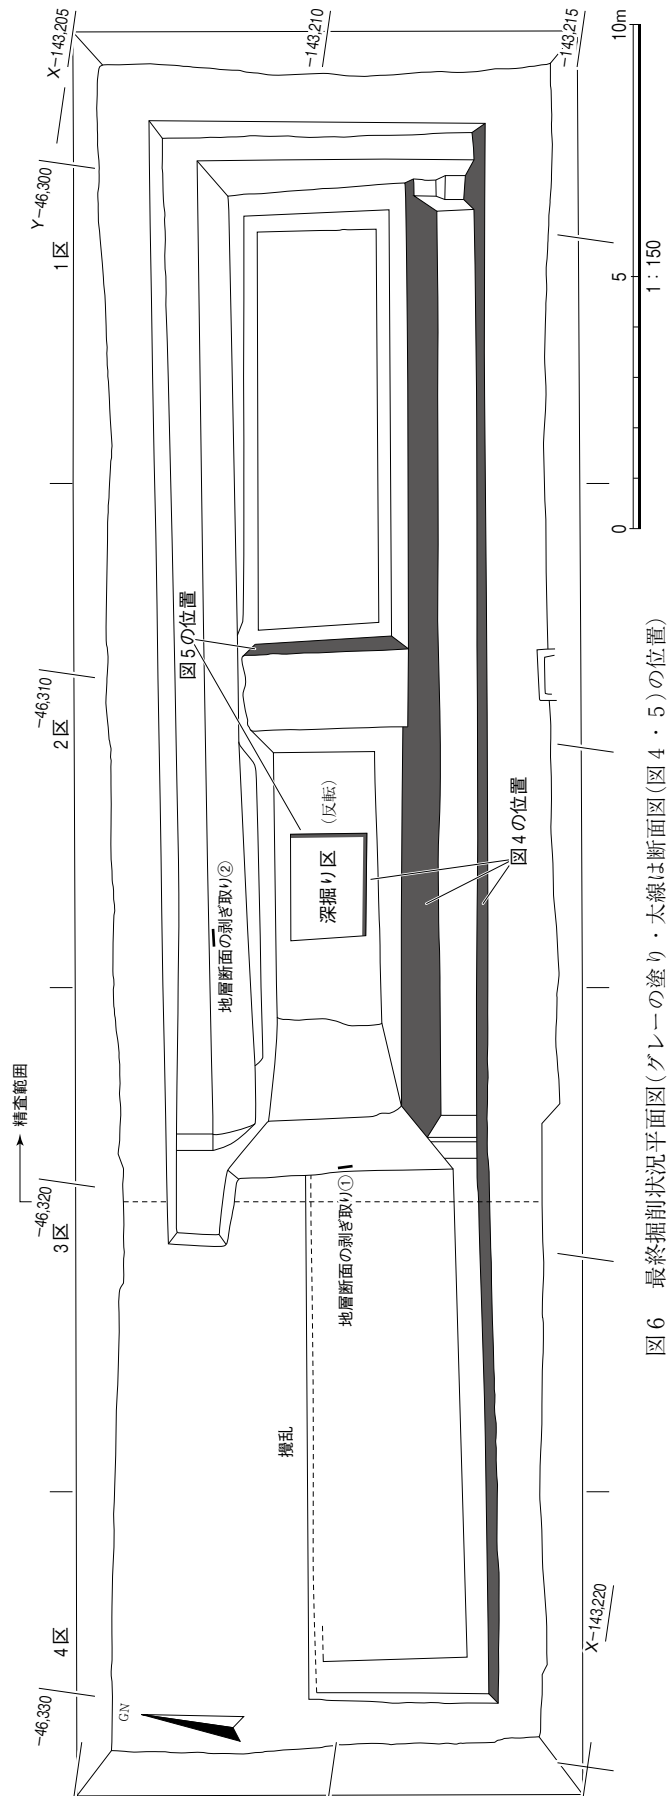 X-143,205
-143,210
-143,215
Y-46,300
-46,310
-46,320
-46,330
X-143,220
1区
2区
3区
4区
精査範囲
図5の位置
地層断面の剥ぎ取り②
(反転)
深掘り区
図4の位置
地層断面の剥ぎ取り①
攪乱
GN
0
5
10m
1:150
図6 最終掘削状況平面図(グレーの塗り・太線は断面図(図4・5)の位置)